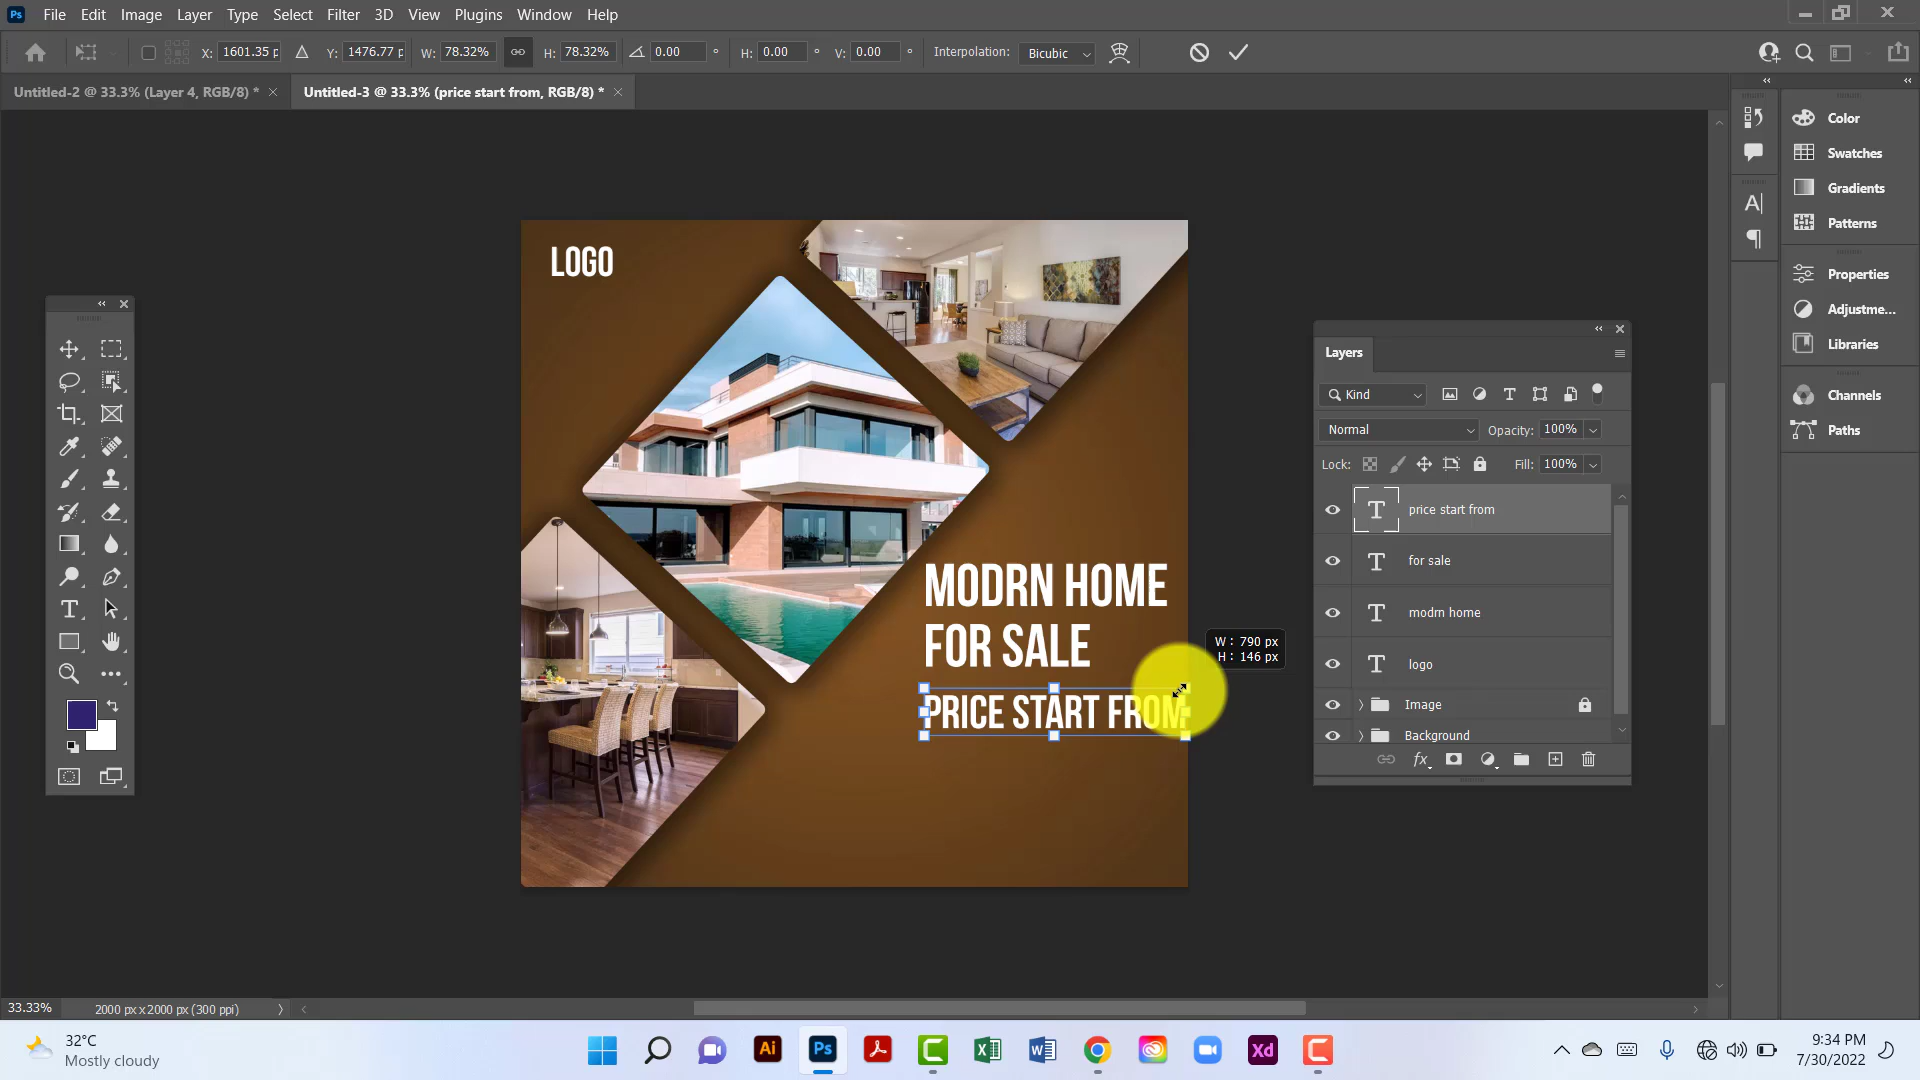 Ps File Edit Image Layer Type Select Filter 3D View Plugins Window Help
X: 1601.35 p Y: 1476.77 p W: 78.32% H: 78.32% 0.00 ° H: 0.00 ° V: 0.00 ° Interpolation: Bicubic
Untitled-2 @ 33.3% (Layer 4, RGB/8) * × Untitled-3 @ 33.3% (price start from, RGB/8) * ×
Color
Swatches
Gradients
Patterns
Properties
Adjustme...
Libraries
Channels
Paths
LOGO
MODRN HOME
FOR SALE
PRICE START FROM
W: 790 px
H: 146 px
Layers
Kind
Normal Opacity: 100%
Lock: Fill: 100%
price start from
for sale
modrn home
logo
Image
Background
fx
33.33% 2000 px x 2000 px (300 ppi)
32°C
Mostly cloudy
Ai Ps Xd
9:34 PM
7/30/2022